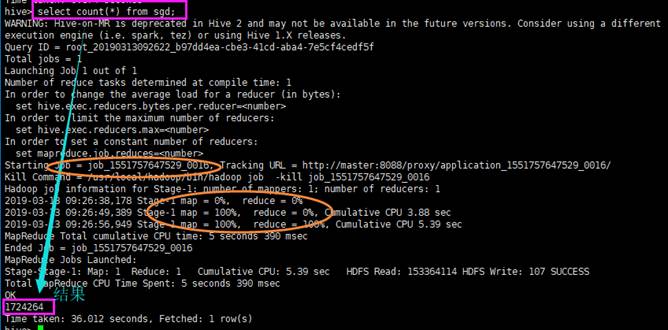 hive> select count(*) from sgd;
WARNING: Hive-on-MR is deprecated in Hive 2 and may not be available in the future versions. Consider using a different
execution engine (i.e. spark, tez) or using Hive 1.X releases.
Query ID = root_20190313092622_b97dd4ea-cbe3-41cd-aba4-7e5cf4cedf5f
Total jobs = 1
Launching Job 1 out of 1
Number of reduce tasks determined at compile time: 1
In order to change the average load for a reducer (in bytes):
set hive.exec.reducers.bytes.per.reducer=<number>
In order to limit the maximum number of reducers:
set hive.exec.reducers.max=<number>
In order to set a constant number of reducers:
set mapreduce.job.reduces=<number>
Starting Job = job_1551757647529_0016, Tracking URL = http://master:8088/proxy/application_1551757647529_0016/
Kill Command = /usr/local/hadoop/bin/hadoop job  -kill job_1551757647529_0016
Hadoop job information for Stage-1: number of mappers: 1; number of reducers: 1
2019-03-13 09:26:38,178 Stage-1 map = 0%,  reduce = 0%
2019-03-13 09:26:49,389 Stage-1 map = 100%,  reduce = 0%, Cumulative CPU 3.88 sec
2019-03-13 09:26:56,949 Stage-1 map = 100%,  reduce = 100%, Cumulative CPU 5.39 sec
MapReduce Total cumulative CPU time: 5 seconds 390 msec
Ended Job = job_1551757647529_0016
MapReduce Jobs Launched:
Stage-Stage-1: Map: 1  Reduce: 1   Cumulative CPU: 5.39 sec   HDFS Read: 153364114 HDFS Write: 107 SUCCESS
Total MapReduce CPU Time Spent: 5 seconds 390 msec
OK
结果
1724264
Time taken: 36.012 seconds, Fetched: 1 row(s)
hive>